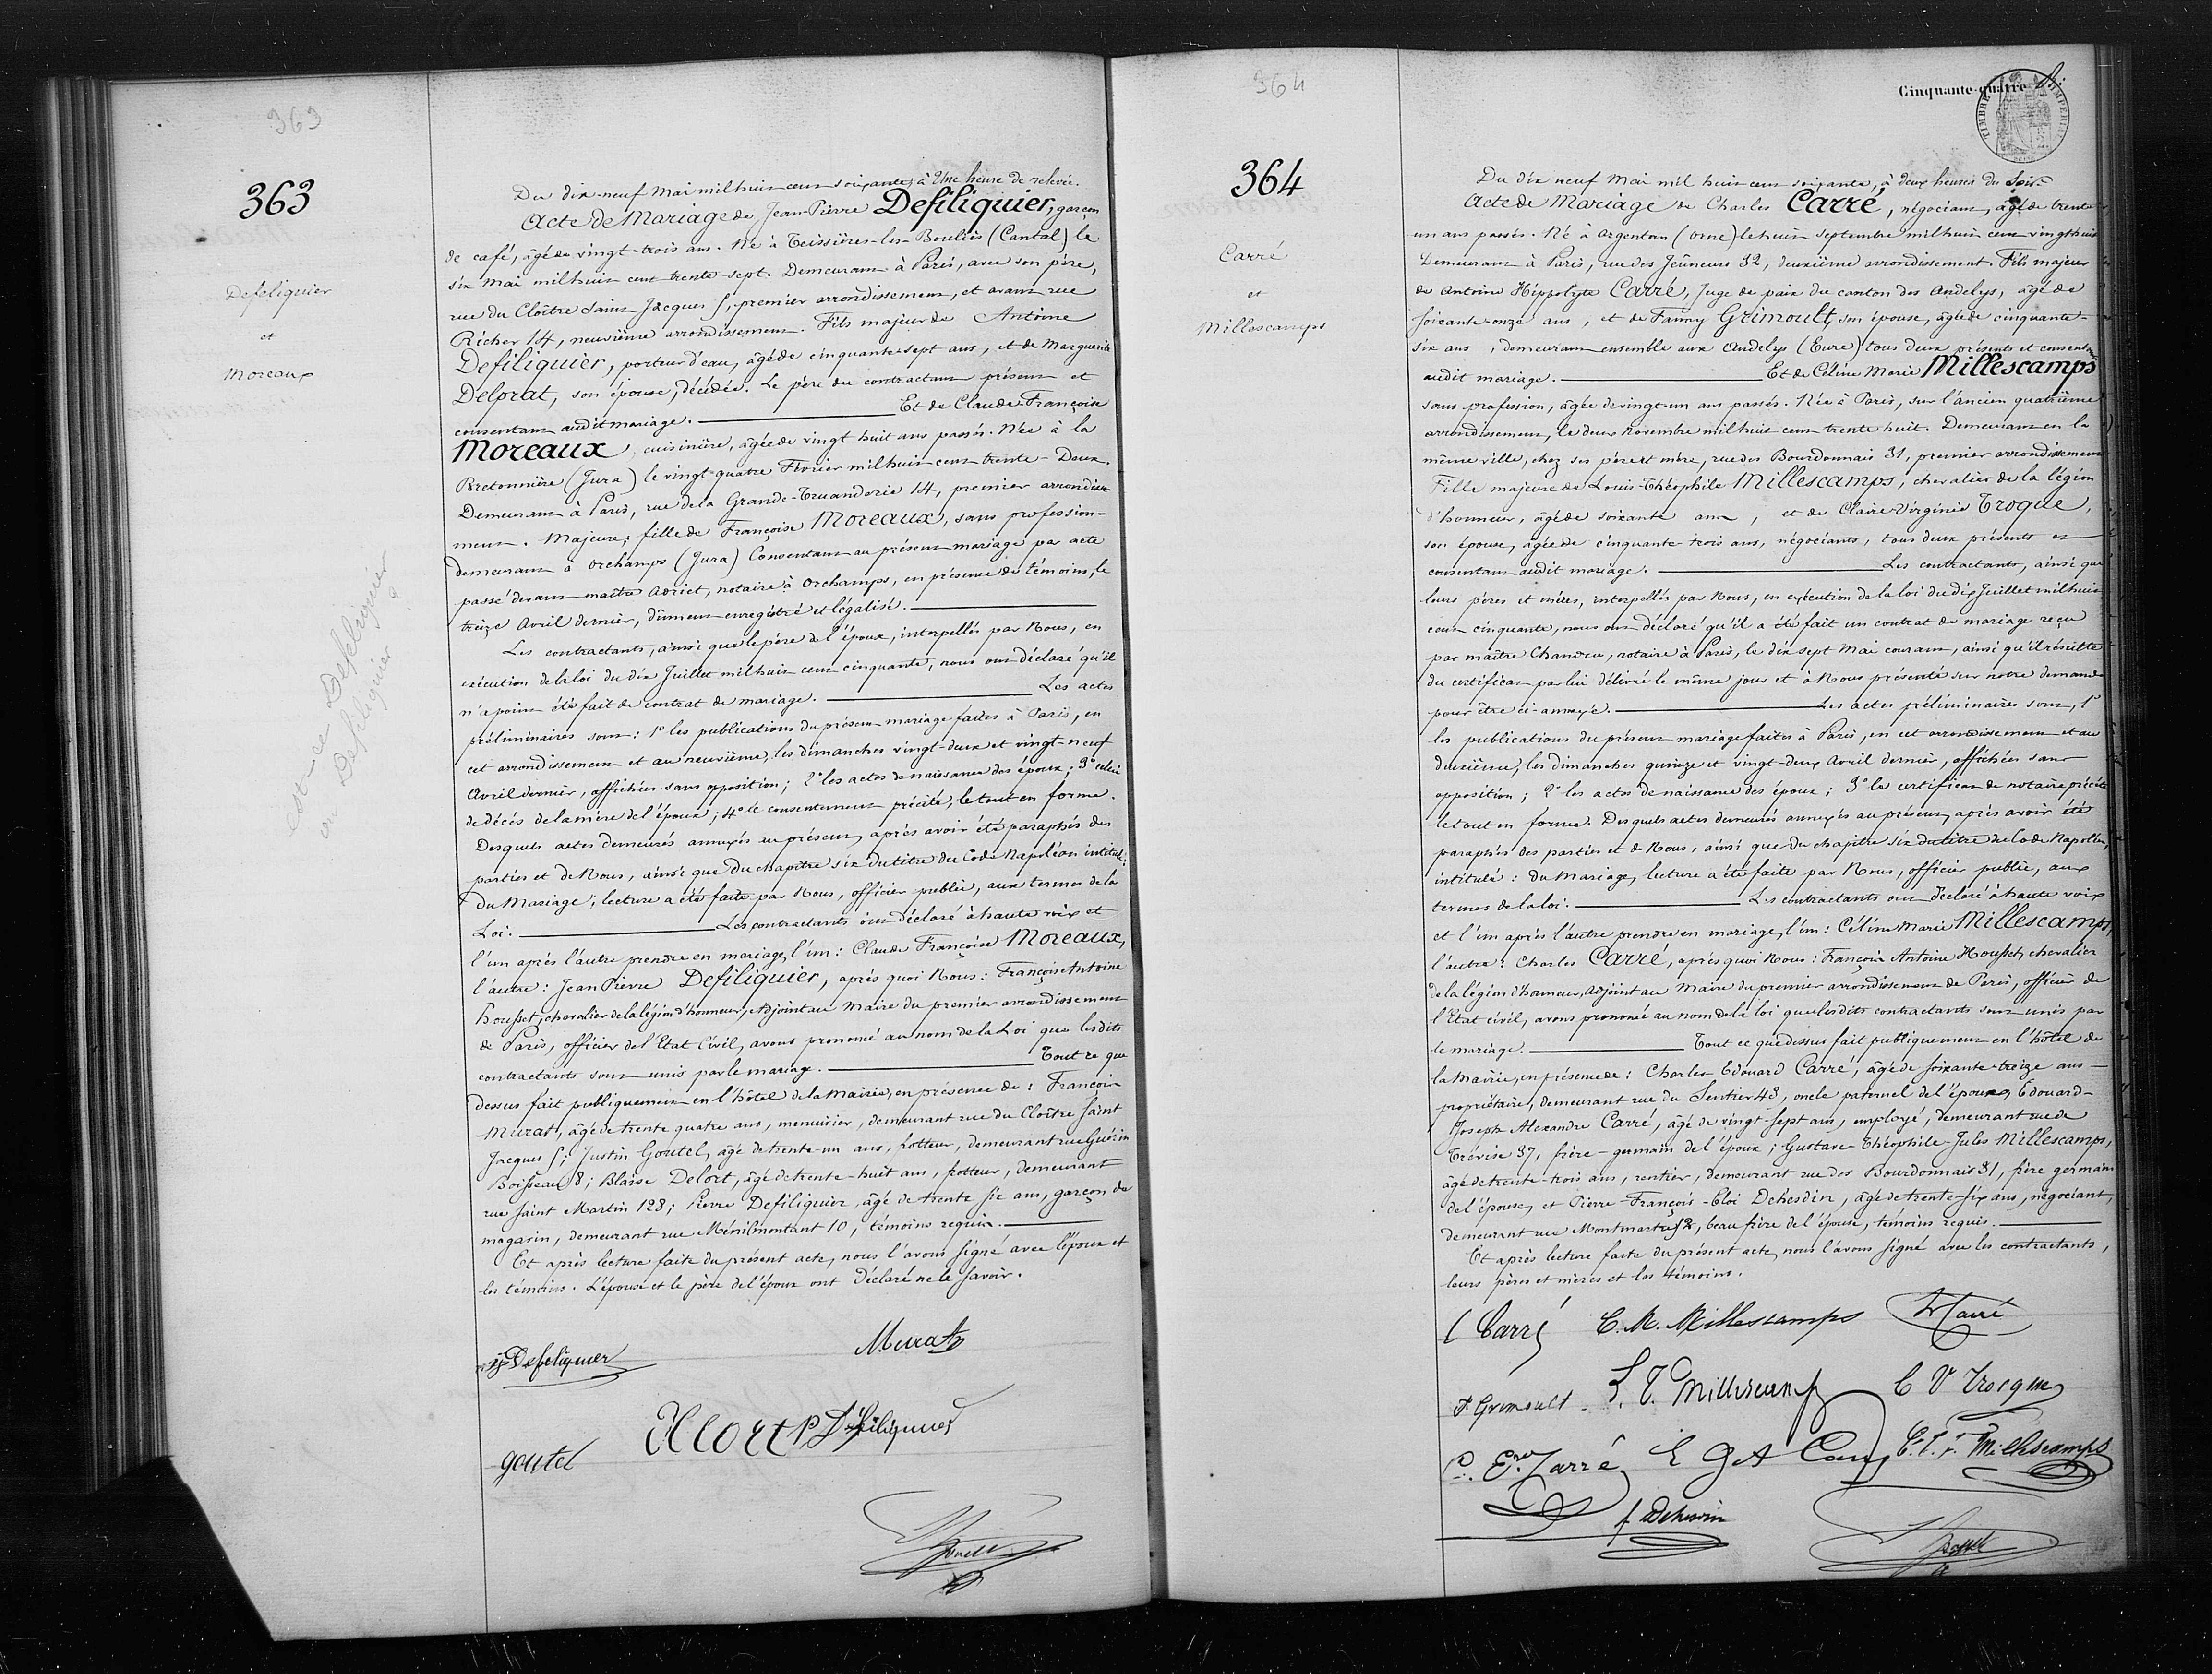 363
363
Defeliquier
et
Moreaux
est-ce Defeliquier
ou Defiliquier ?
Du dix-neuf Mai mil huit cent soixante, à Une heure de relevée.
Acte de Mariage de Jean-Pierre Defiliquier, garçon
de café, âgé de vingt-trois ans. Né à Teissières-les-Bouliès (Cantal) le
six Mai mil huit cent trente-sept. Demeurant à Paris, avec son père,
rue du Cloître Saint Jacques 5, premier arrondissement, et avant rue
Richer 14, neuvième arrondissement. Fils majeur de Antoine
Defiliquier, porteur d'eau, âgé de cinquante-sept ans, et de Marguerite
Delprat, son épouse, décédée. Le père du contractant présent et
consentant audit mariage. Et de Claude Françoise
Moreaux, cuisinière, âgée de vingt huit ans passés. Née à la
Bretonnière (Jura) le vingt-quatre Février mil huit cent trente-Deux.
Demeurant à Paris, rue de la Grande-Truanderie 14, premier arrondisse-
ment. Majeure, fille de Françoise Moreaux, sans profession
demeurant à Orchamps (Jura) Consentant au présent mariage par acte
passé devant maître Adriet, notaire à Orchamps, en présence de témoins, le
treize Avril dernier, dûment enregistré et légalisé.
Les contractants, ainsi que le père de l'époux, interpellés par Nous, en
exécution de la loi du dix Juillet mil huit cent cinquante, nous ont déclaré qu'il
n'a point été fait de contrat de mariage. Les actes
préliminaires sont : 1° les publications du présent mariage faites à Paris, en
cet arrondissement et au neuvième, les dimanches vingt-deux et vingt-neuf
Avril dernier, affichées sans opposition ; 2° les actes de naissance des époux ; 3° celui
de décès de la mère de l'époux ; 4° le consentement précité, le tout en forme.
Desquels actes demeurés annexés au présent, après avoir été paraphés des
parties et de Nous, ainsi que du chapitre six du titre du Code Napoléon intitulé :
Du Mariage, lecture a été faite par Nous, officier public, aux termes de la
Loi. Les contractants ont déclaré à haute voix et
l'un après l'autre prendre en mariage, l'un : Claude Françoise Moreaux,
l'autre : Jean Pierre Defiliquier, après quoi Nous : François Antoine
Housset, chevalier de la légion d'honneur, Adjoint au Maire du premier arrondissement
de Paris, officier de l'Etat Civil, avons prononcé au nom de la Loi que lesdits
contractants sont unis par le mariage. Tout ce que
dessus fait publiquement en l'hôtel de la Mairie, en présence de : François
Murat, âgé de trente quatre ans, menuisier, demeurant rue du Cloître Saint
Jacques 5 ; Justin Goutel, âgé de trente-un ans, frotteur, demeurant rue Guérin
Boisseau 8 ; Blaise Delort, âgé de trente-huit ans, frotteur, demeurant
rue Saint Martin 128 ; Pierre Defiliquier, âgé de trente six ans, garçon de
magasin, demeurant rue Ménilmontant 10, témoins requis.
Et après lecture faite du présent acte, nous l'avons signé avec l'époux et
les témoins. L'épouse et le père de l'époux ont Déclaré ne le savoir.
Defeliquier
Murat
goutel
P Defiliquier
364
364
Carré
et
Millescamps
Cinquante-quatre
TIMBRE IMPERIAL
Du dix neuf Mai mil huit cent soixante, à deux heures du Soir.
Acte de Mariage de Charles Carré, négociant, âgé de trente
un ans passés. Né à Argentan (Orne) le huit Septembre mil huit cent vingt huit
Demeurant à Paris, rue des Jeûneurs 32, deuxième arrondissement. Fils majeur
de Antoine Hippolyte Carré, Juge de paix du canton des Andelys, âgé de
soixante-onze ans, et de Fanny Grimoult, son épouse, âgée de cinquante-
six ans, demeurant ensemble aux Andelys (Eure) tous deux présents et consentant
audit mariage. Et de Céline Marie Millescamps
sans profession, âgée de vingt-un ans passés. Née à Paris, sur l'ancien quatrième
arrondissement, le deux Novembre mil huit cent trente huit. Demeurant en la
même ville, chez ses père et mère, rue des Bourdonnais 31, premier arrondissement
Fille majeure de Louis-Théophile Millescamps, chevalier de la légion
d'honneur, âgé de soixante ans, et de Claire-Virginie Trocque,
son épouse, âgée de cinquante trois ans, négociants, tous deux présents et
consentant audit mariage. Les contractants, ainsi que
leurs pères et mères, interpellés par Nous, en exécution de la loi du dix Juillet mil huit
cent cinquante, nous ont déclaré qu'il a été fait un contrat de mariage reçu
par maître Chandru, notaire à Paris, le dix sept Mai courant, ainsi qu'il résulte
du certificat par lui délivré le même jour et à Nous présenté sur notre demande
pour être ci-annexé. Les actes préliminaires sont, 1°
les publications du présent mariage faites à Paris, en cet arrondissement et au
deuxième, les dimanches quinze et vingt-deux Avril dernier, affichées sans
opposition ; 2° les actes de naissance des époux ; 3° le certificat de notaire précité
le tout en forme. Desquels actes demeurés annexés au présent, après avoir été
paraphés des parties et de Nous, ainsi que du chapitre six du titre du Code Napoléon,
intitulé : Du Mariage, lecture a été faite par Nous, officier public, aux
termes de la loi. Les contractants ont déclaré à haute voix
et l'un après l'autre prendre en mariage, l'un : Céline Marie Millescamps,
l'autre : Charles Carré, après quoi Nous : François Antoine Housset, chevalier
de la légion d'honneur, Adjoint au Maire du premier arrondissement de Paris, officier de
l'Etat civil, avons prononcé au nom de la loi que lesdits contractants sont unis par
le mariage. Tout ce que dessus fait publiquement en l'hôtel de
la Mairie, en présence de : Charles-Edouard Carré, âgé de soixante-treize ans
propriétaire, demeurant rue du Sentier 43, oncle paternel de l'époux, Edouard-
Joseph Alexandre Carré, âgé de vingt-sept ans, employé, demeurant rue de
Trévise 37, frère-germain de l'époux ; Gustave-Théophile-Jules Millescamps,
âgé de trente-trois ans, rentier, demeurant rue des Bourdonnais 31, frère germain
de l'épouse, et Pierre-François-Eloi Dehesdin, âgé de trente-six ans, négociant,
demeurant rue Montmartre 52, beau frère de l'épouse, témoins requis.
Et après lecture faite du présent acte, nous l'avons signé avec les contractants,
leurs pères et mères et les témoins.
C Carré C. M. Millescamps H Carré
F. Grimoult L. T. Millescamps C V Trocque
C. Ed Carré E J A Carré G. T. J. Millescamps
f Dehesdin